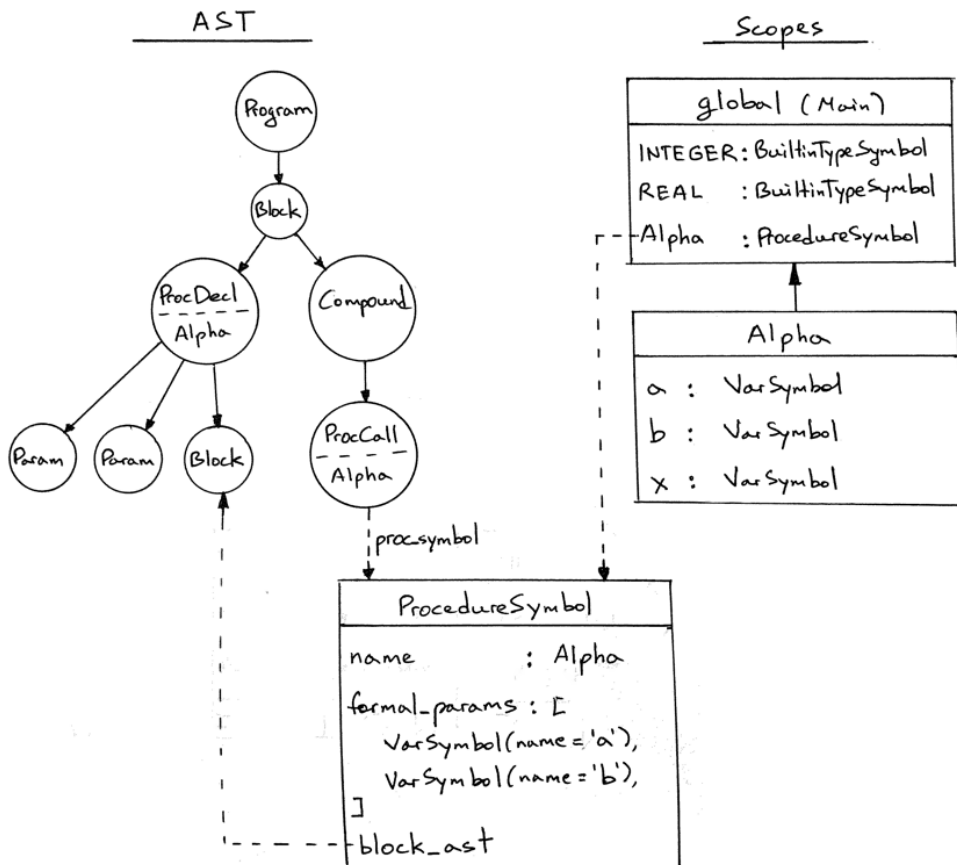 AST
Program
Block
ProcDecl
Alpha
Compound
Param
Param
Block
ProcCall
Alpha
proc_symbol
Scopes
global (Main)
INTEGER : BuiltinTypeSymbol
REAL : BuiltinTypeSymbol
Alpha : ProcedureSymbol
Alpha
a : VarSymbol
b : VarSymbol
x : VarSymbol
ProcedureSymbol
name : Alpha
formal_params : [
VarSymbol(name = 'a'),
VarSymbol(name = 'b'),
]
block_ast